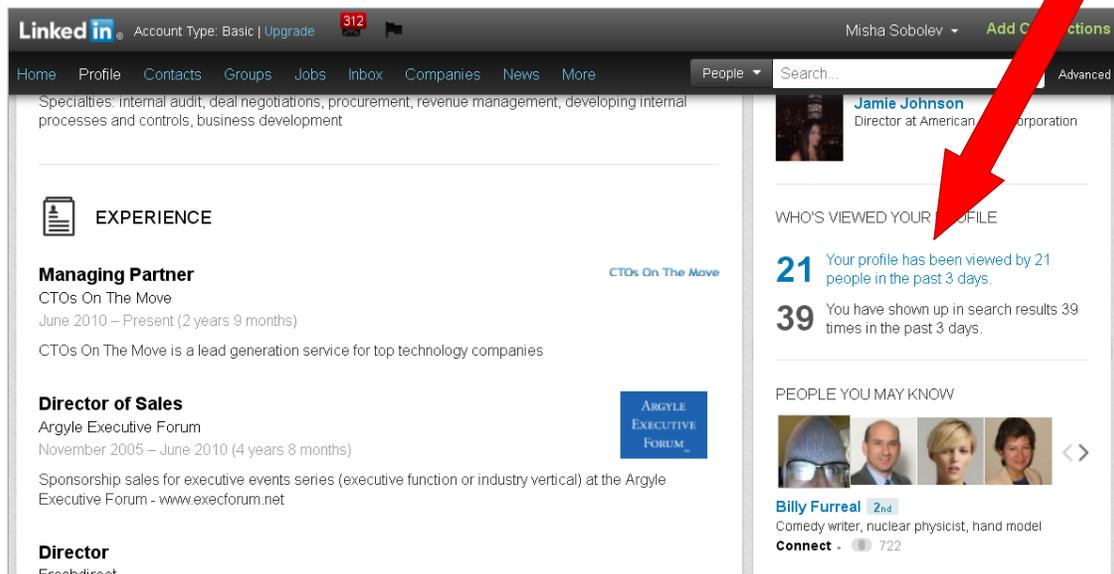 Linked in ® Account Type: Basic | Upgrade 312 Misha Sobolev Add C ctions
Home Profile Contacts Groups Jobs Inbox Companies News More People Search... Advanced
Specialties: internal audit, deal negotiations, procurement, revenue management, developing internal
processes and controls, business development
EXPERIENCE
Managing Partner
CTOs On The Move
CTOs On The Move
June 2010 – Present (2 years 9 months)
CTOs On The Move is a lead generation service for top technology companies
Director of Sales
Argyle Executive Forum
November 2005 – June 2010 (4 years 8 months)
ARGYLE
EXECUTIVE
FORUM
Sponsorship sales for executive events series (executive function or industry vertical) at the Argyle
Executive Forum - www.execforum.net
Director
Freshdirect
Jamie Johnson
Director at American orporation
WHO'S VIEWED YOUR OFILE
21 Your profile has been viewed by 21
people in the past 3 days.
39 You have shown up in search results 39
times in the past 3 days.
PEOPLE YOU MAY KNOW
Billy Furreal 2nd
Comedy writer, nuclear physicist, hand model
Connect 722